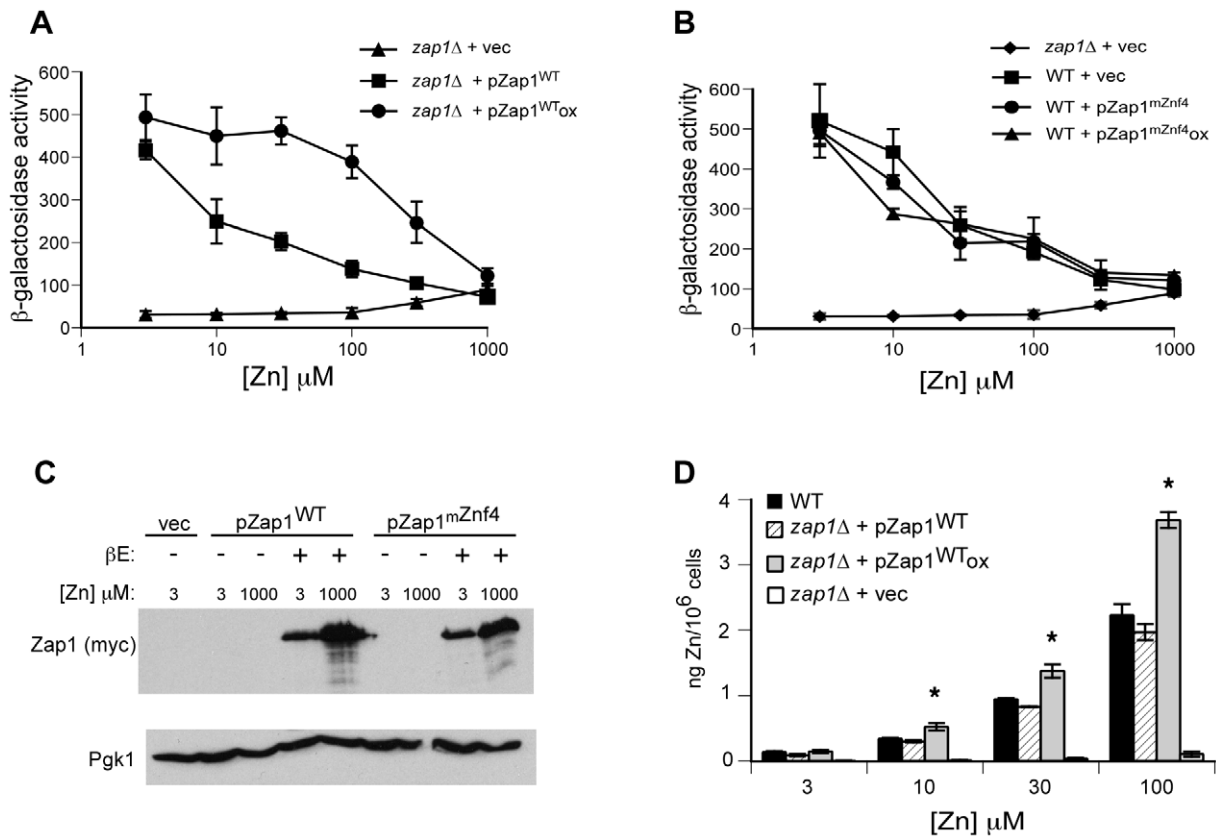 A
zap1Δ + vec
zap1Δ + pZap1WT
zap1Δ + pZap1WTox
β-galactosidase activity
600
500
400
300
200
100
0
1 10 100 1000
[Zn] μM
B
zap1Δ + vec
WT + vec
WT + pZap1mZnf4
WT + pZap1mZnf4ox
β-galactosidase activity
600
500
400
300
200
100
0
1 10 100 1000
[Zn] μM
C
vec pZap1WT pZap1mZnf4
βE: - - - + + - - + +
[Zn] μM: 3 3 1000 3 1000 3 1000 3 1000
Zap1 (myc)
Pgk1
D
WT
zap1Δ + pZap1WT
zap1Δ + pZap1WTox
zap1Δ + vec
ng Zn/106 cells
4
3
2
1
0
* * *
3 10 30 100
[Zn] μM